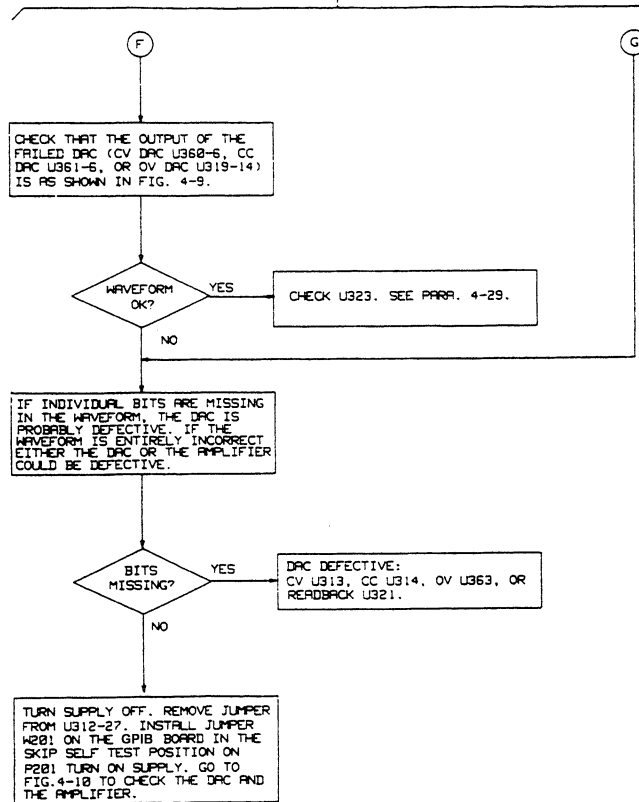 F
G
CHECK THAT THE OUTPUT OF THE
FAILED DAC (CV DAC U360-6, CC
DAC U361-6, OR OV DAC U319-14)
IS AS SHOWN IN FIG. 4-9.
WAVEFORM
OK?
YES
CHECK U323. SEE PARA. 4-29.
NO
IF INDIVIDUAL BITS ARE MISSING
IN THE WAVEFORM, THE DAC IS
PROBABLY DEFECTIVE. IF THE
WAVEFORM IS ENTIRELY INCORRECT
EITHER THE DAC OR THE AMPLIFIER
COULD BE DEFECTIVE.
BITS
MISSING?
YES
DAC DEFECTIVE:
CV U313, CC U314, OV U363, OR
READBACK U321.
NO
TURN SUPPLY OFF. REMOVE JUMPER
FROM U312-27. INSTALL JUMPER
W201 ON THE GPIB BOARD IN THE
SKIP SELF TEST POSITION ON
P201 TURN ON SUPPLY. GO TO
FIG.4-10 TO CHECK THE DAC AND
THE AMPLIFIER.